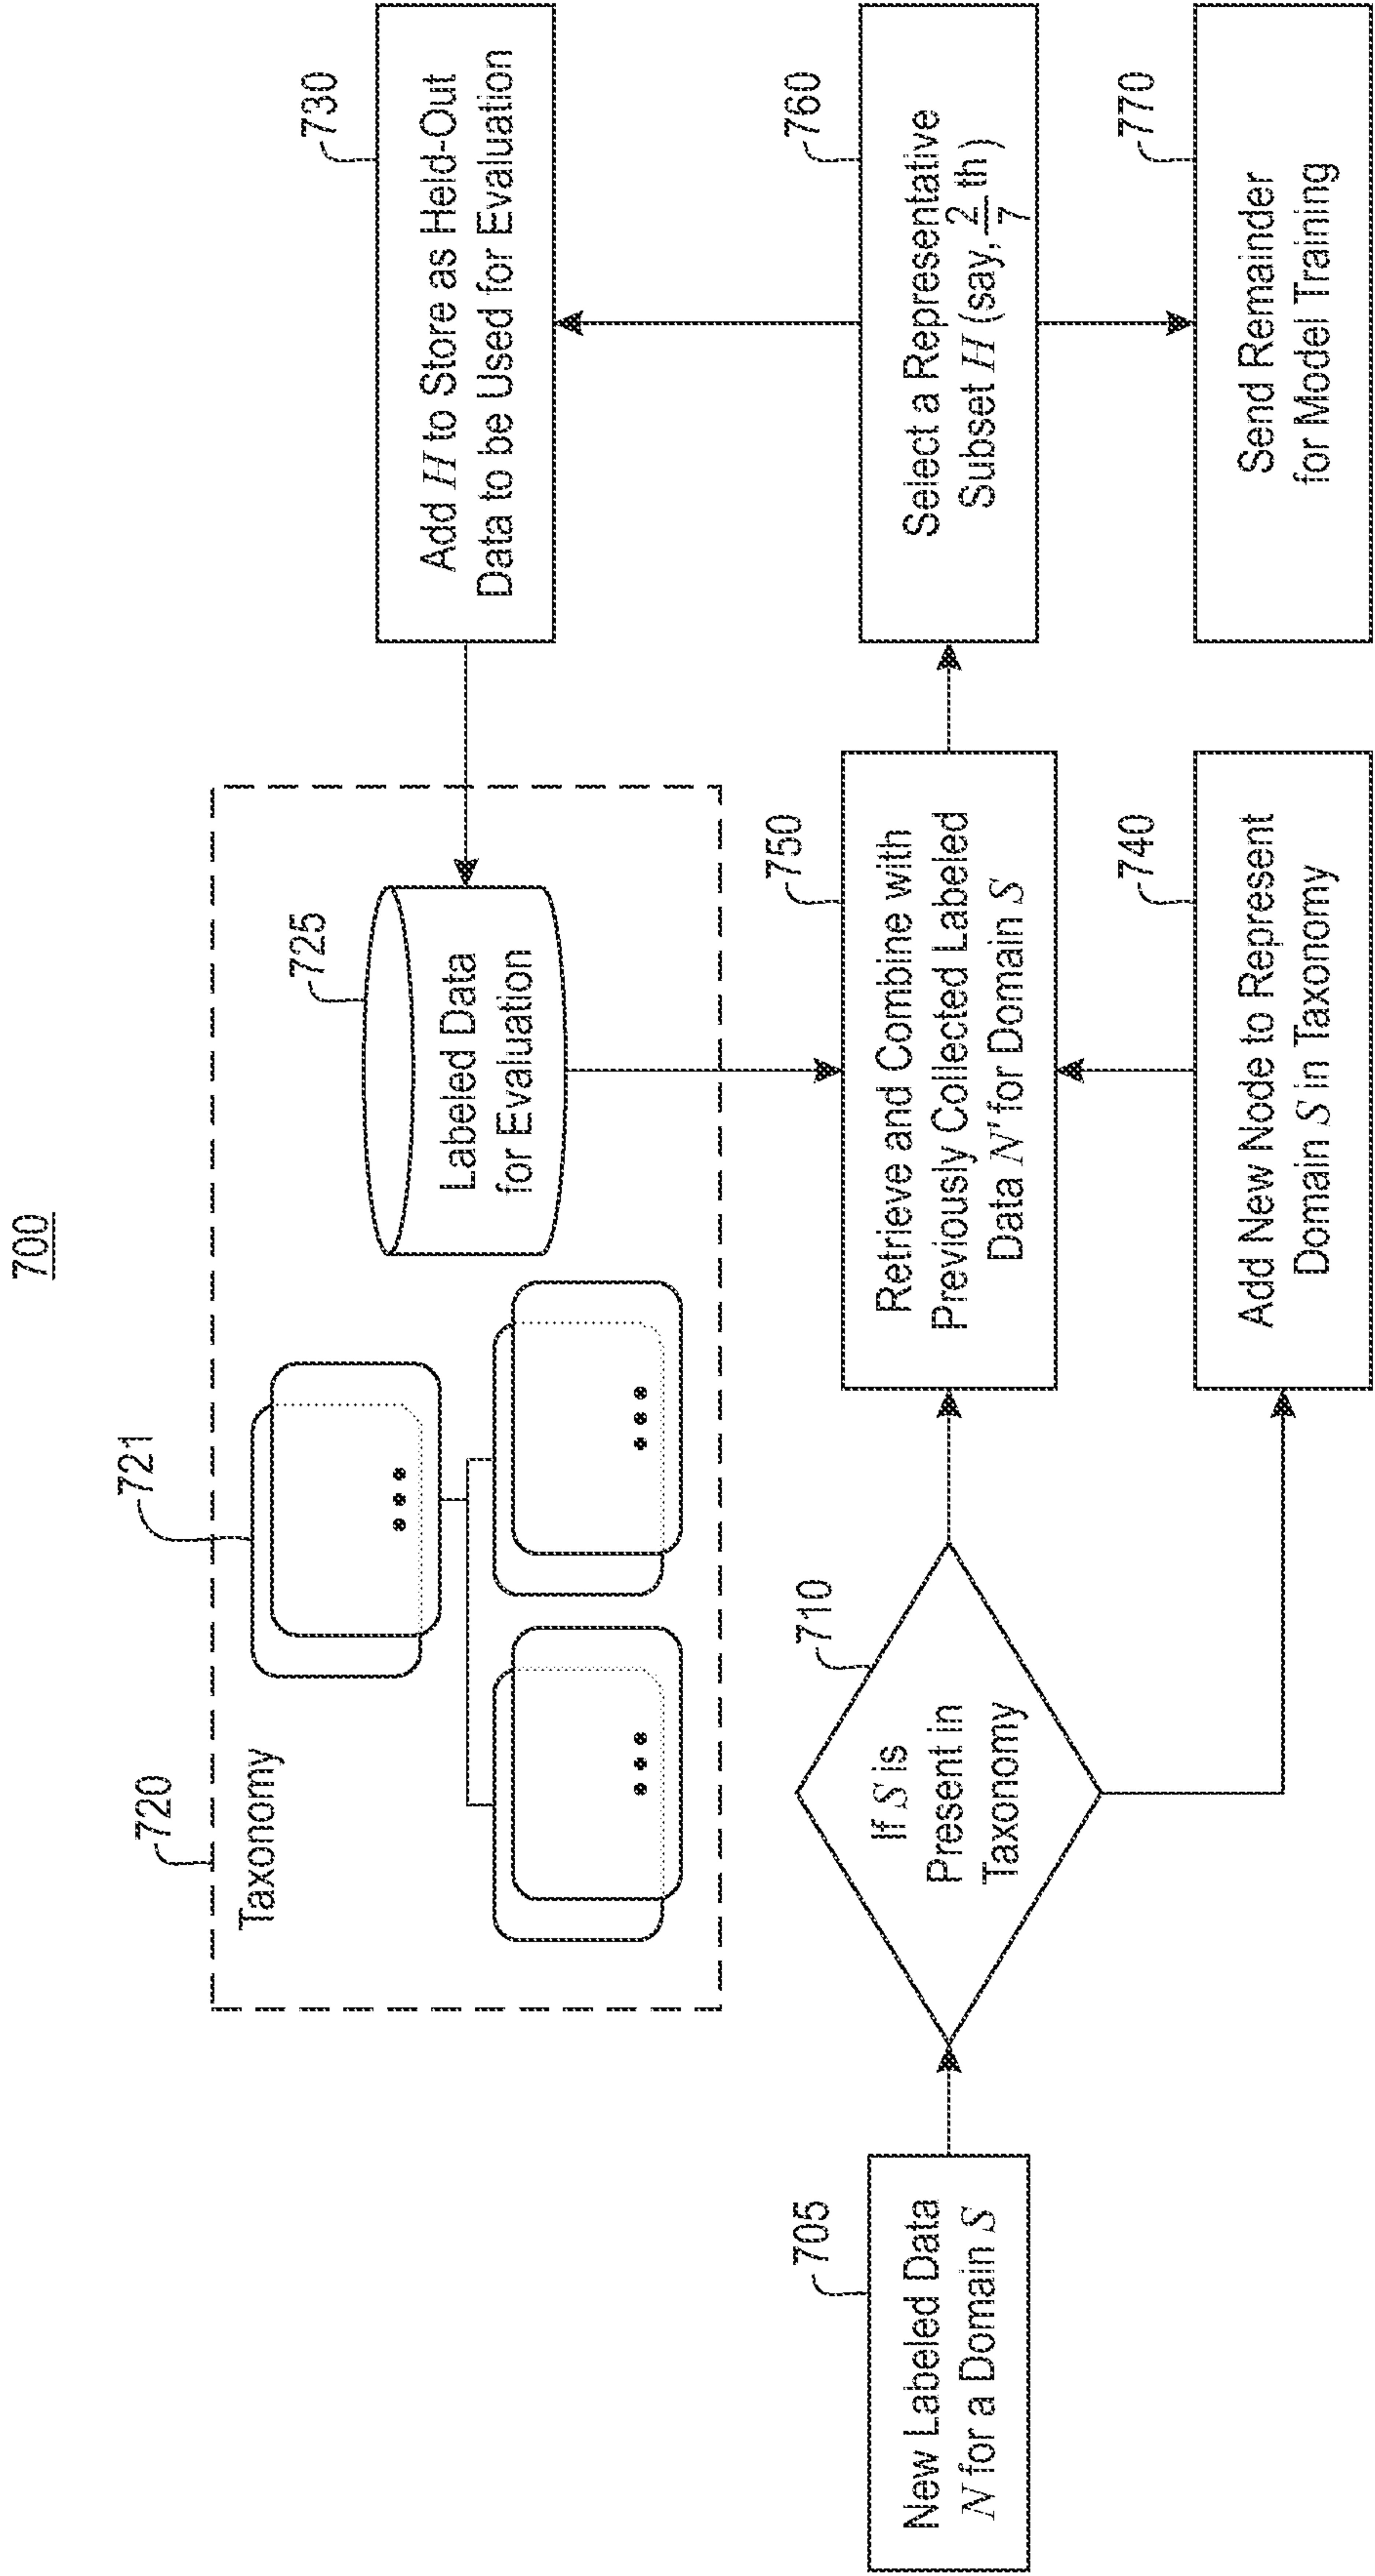 700
720
721
Taxonomy
725
Labeled Data
for Evaluation
730
Add H to Store as Held-Out
Data to be Used for Evaluation
705
New Labeled Data
N for a Domain S
710
If S is
Present in
Taxonomy
750
Retrieve and Combine with
Previously Collected Labeled
Data N' for Domain S
760
Select a Representative
Subset H (say, 2/7 th)
740
Add New Node to Represent
Domain S in Taxonomy
770
Send Remainder
for Model Training